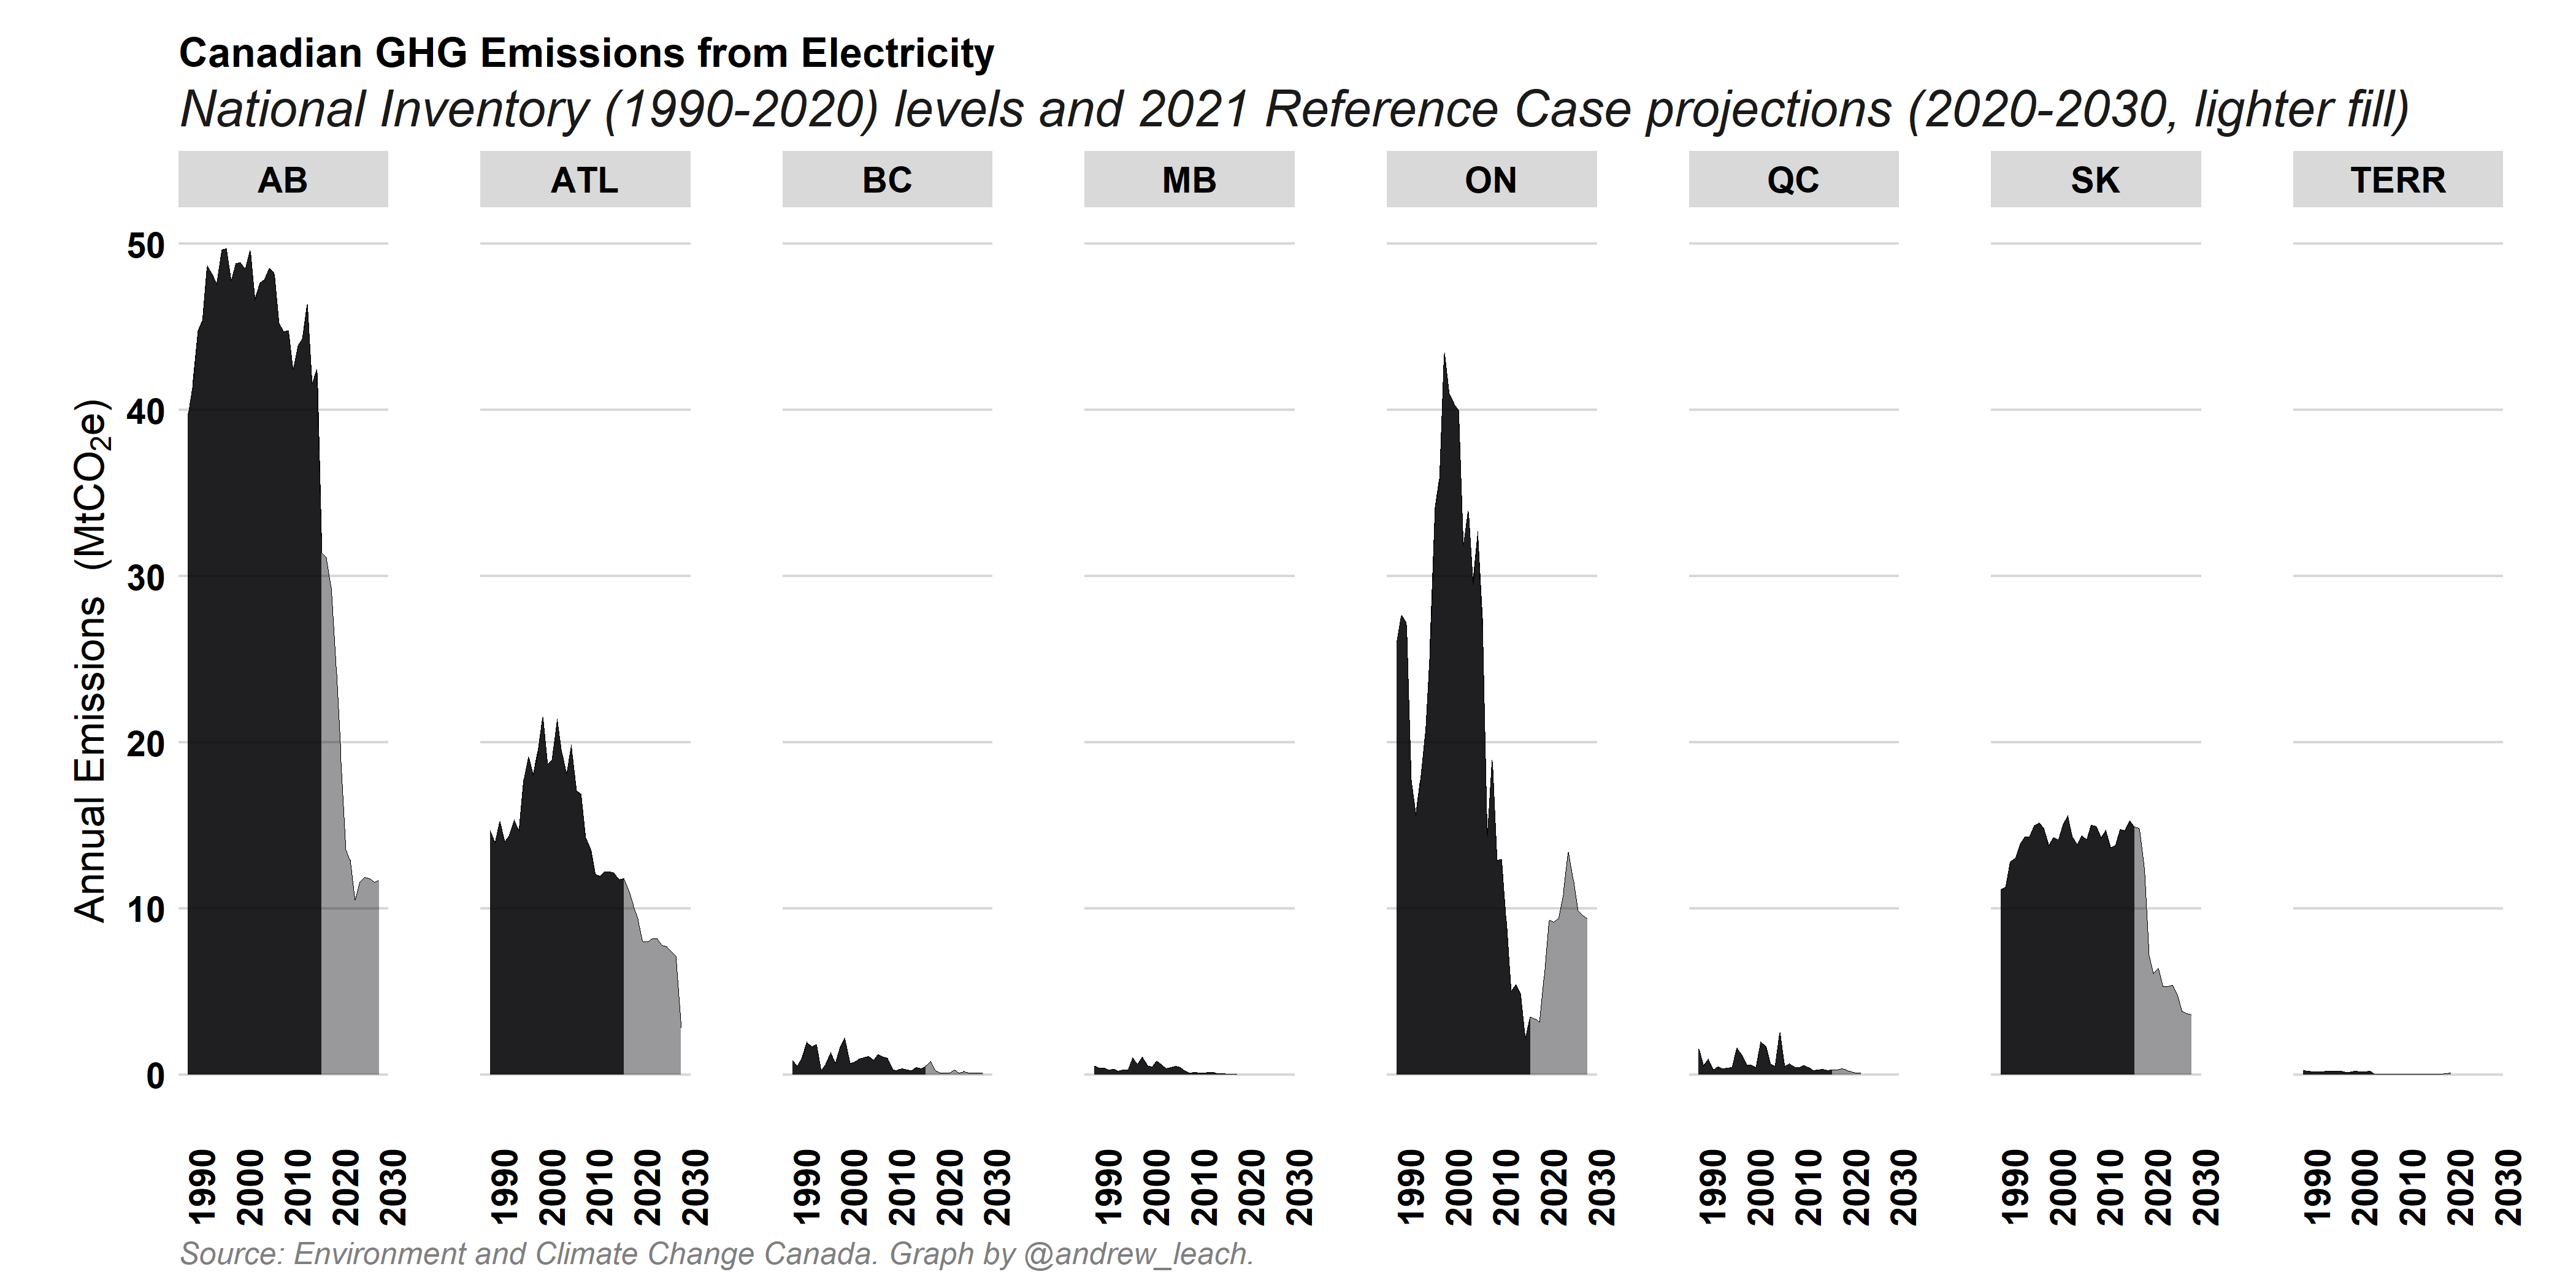 Canadian GHG Emissions from Electricity
National Inventory (1990-2020) levels and 2021 Reference Case projections (2020-2030, lighter fill)
AB ATL BC MB ON QC SK TERR
Annual Emissions (MtCO₂e)
50
40
30
20
10
0
1990 2000 2010 2020 2030 1990 2000 2010 2020 2030 1990 2000 2010 2020 2030 1990 2000 2010 2020 2030 1990 2000 2010 2020 2030 1990 2000 2010 2020 2030 1990 2000 2010 2020 2030 1990 2000 2010 2020 2030
Source: Environment and Climate Change Canada. Graph by @andrew_leach.